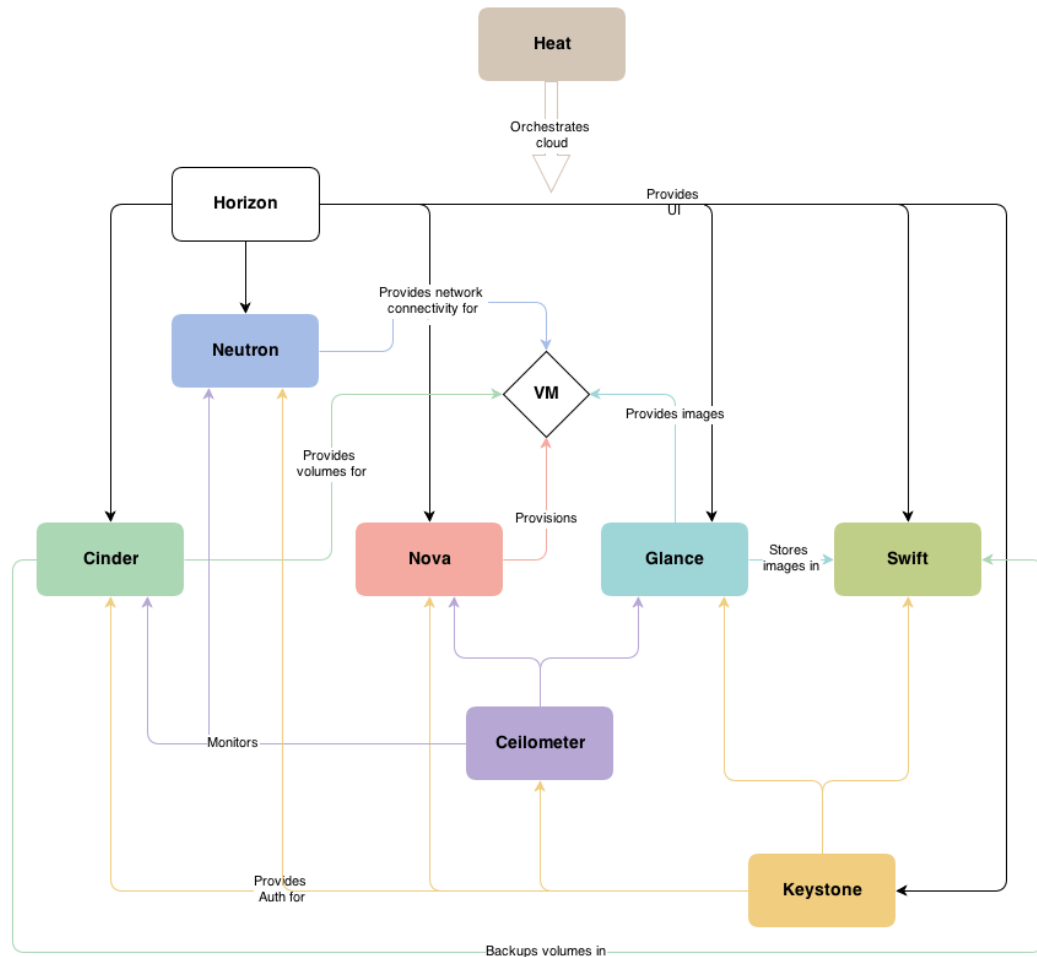 Heat
Orchestrates
cloud
Provides
UI
Horizon
Provides network
connectivity for
Neutron
VM
Provides images
Provides
volumes for
Provisions
Cinder
Nova
Glance
Stores
images in
Swift
Ceilometer
Monitors
Provides
Auth for
Keystone
Backups volumes in